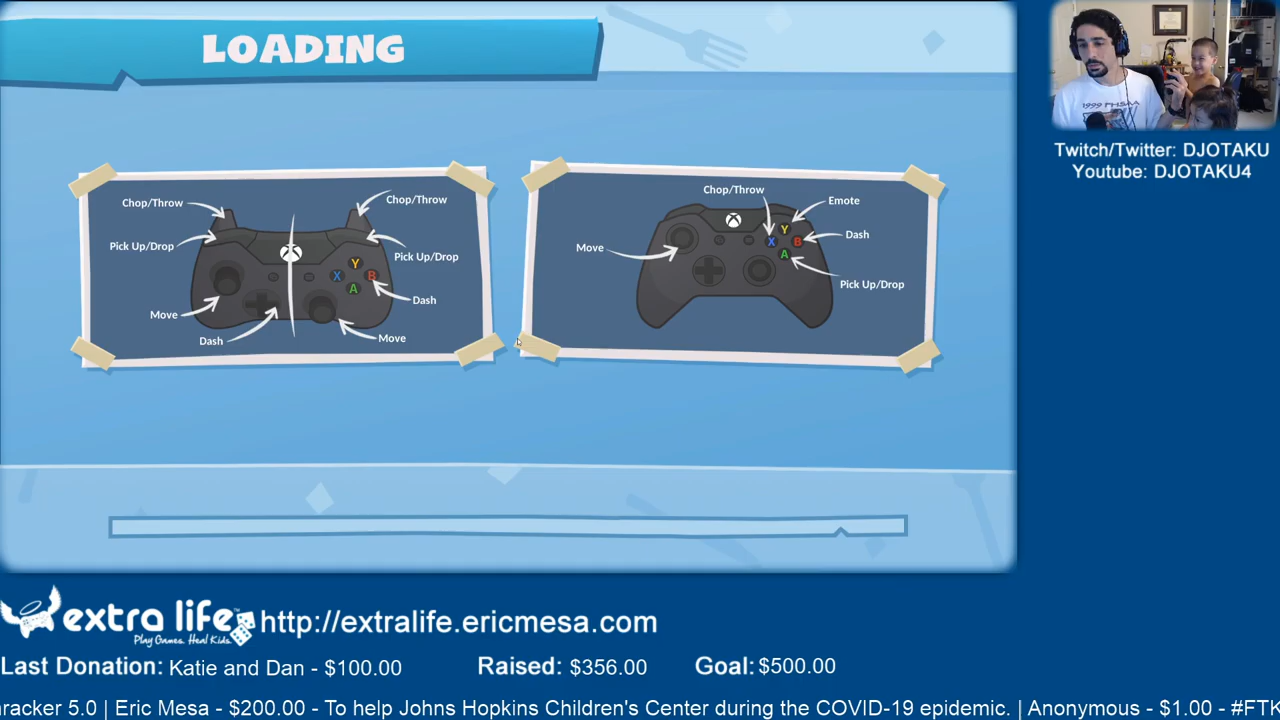 LOADING
Chop/Throw
Chop/Throw
Pick Up/Drop
Pick Up/Drop
Y
X
B
A
Dash
Move
Dash
Move
Chop/Throw
Emote
Y
X
B
Dash
A
Move
Pick Up/Drop
1999 FHSAA
Twitch/Twitter: DJOTAKU
Youtube: DJOTAKU4
extra life
Play Games. Heal Kids.
http://extralife.ericmesa.com
Last Donation: Katie and Dan - $100.00
Raised: $356.00
Goal: $500.00
racker 5.0 | Eric Mesa - $200.00 - To help Johns Hopkins Children's Center during the COVID-19 epidemic. | Anonymous - $1.00 - #FTK